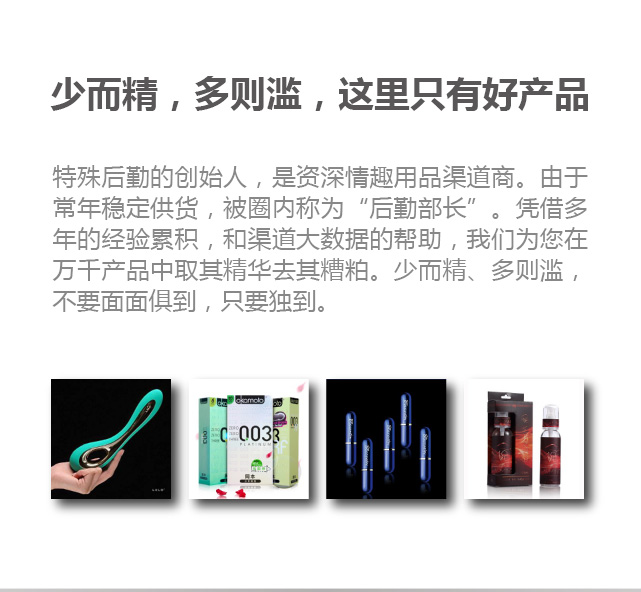 少而精，多则滥，这里只有好产品
特殊后勤的创始人，是资深情趣用品渠道商。由于
常年稳定供货，被圈内称为“后勤部长”。凭借多
年的经验累积，和渠道大数据的帮助，我们为您在
万千产品中取其精华去其糟粕。少而精、多则滥，
不要面面俱到，只要独到。
okamoto
003
PLATINUM
LELO